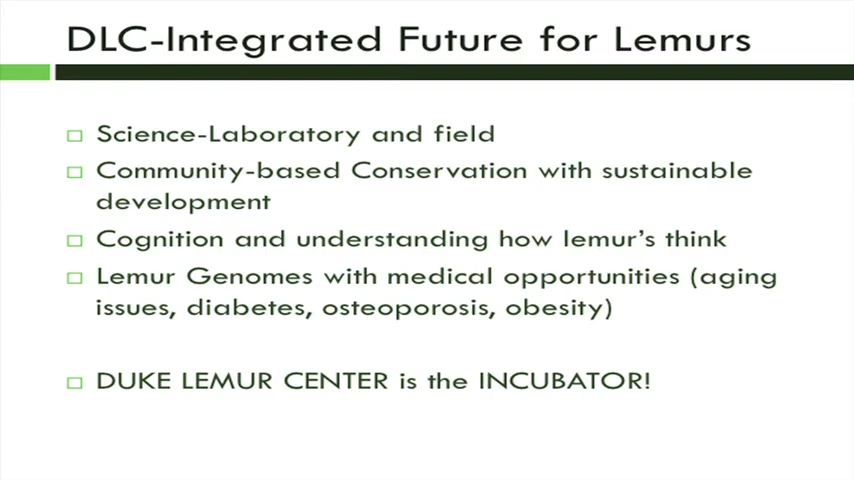 DLC-Integrated Future for Lemurs
Science-Laboratory and field
Community-based Conservation with sustainable
development
Cognition and understanding how lemur's think
Lemur Genomes with medical opportunities (aging
issues, diabetes, osteoporosis, obesity)
DUKE LEMUR CENTER is the INCUBATOR!